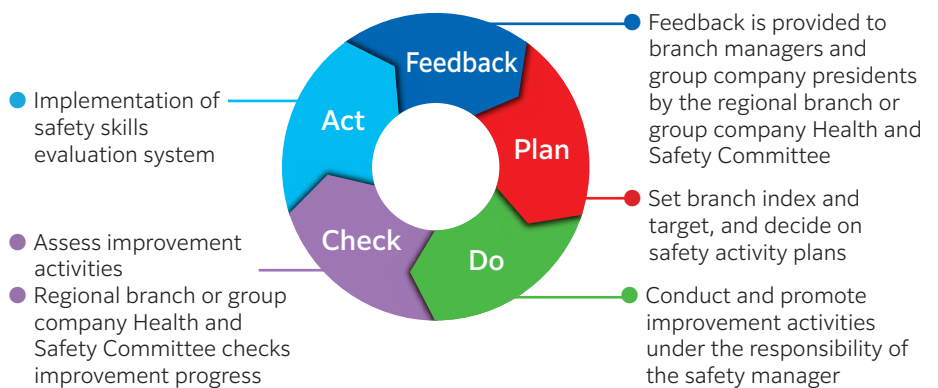 Feedback
Plan
Do
Check
Act
Feedback is provided to
branch managers and
group company presidents
by the regional branch or
group company Health and
Safety Committee
Set branch index and
target, and decide on
safety activity plans
Conduct and promote
improvement activities
under the responsibility of
the safety manager
Assess improvement
activities
Regional branch or group
company Health and
Safety Committee checks
improvement progress
Implementation of
safety skills
evaluation system